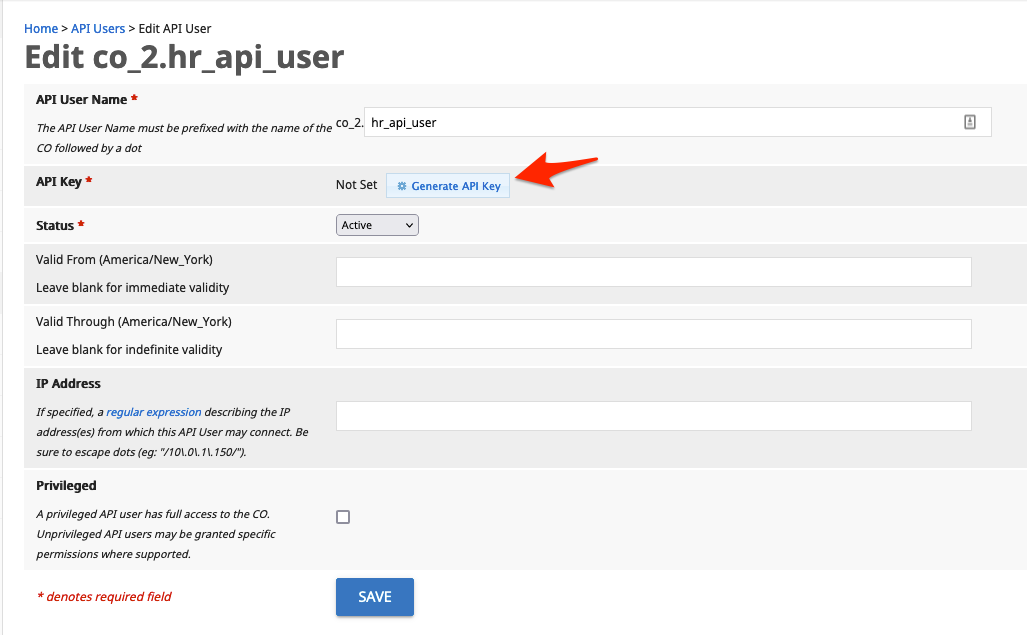 Home > API Users > Edit API User
Edit co_2.hr_api_user
API User Name *
The API User Name must be prefixed with the name of the
CO followed by a dot
co_2. hr_api_user
API Key *
Not Set Generate API Key
Status *
Active
Valid From (America/New_York)
Leave blank for immediate validity
Valid Through (America/New_York)
Leave blank for indefinite validity
IP Address
If specified, a regular expression describing the IP
address(es) from which this API User may connect. Be
sure to escape dots (eg: "/10\.0\.1\.150/").
Privileged
A privileged API user has full access to the CO.
Unprivileged API users may be granted specific
permissions where supported.
* denotes required field
SAVE